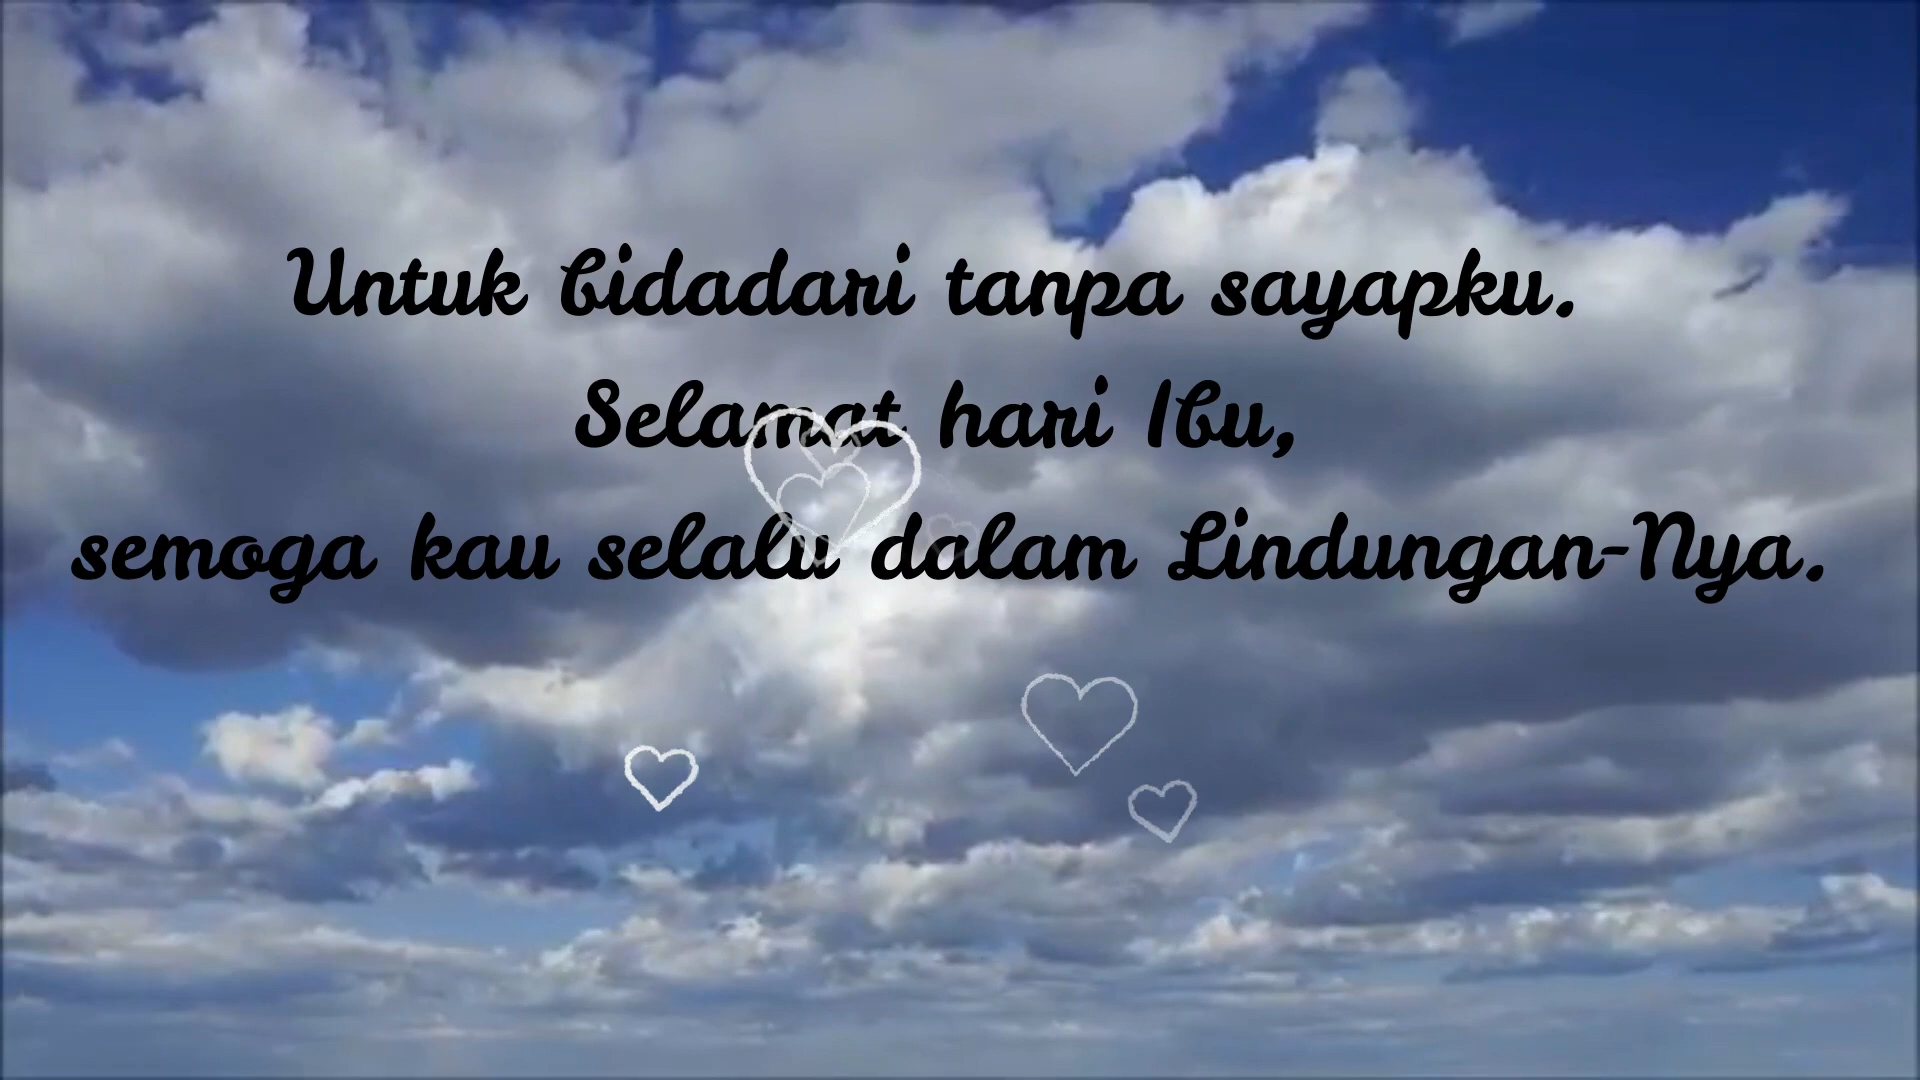 Untuk bidadari tanpa sayapku.
Selamat hari Ibu,
semoga kau selalu dalam Lindungan-Nya.